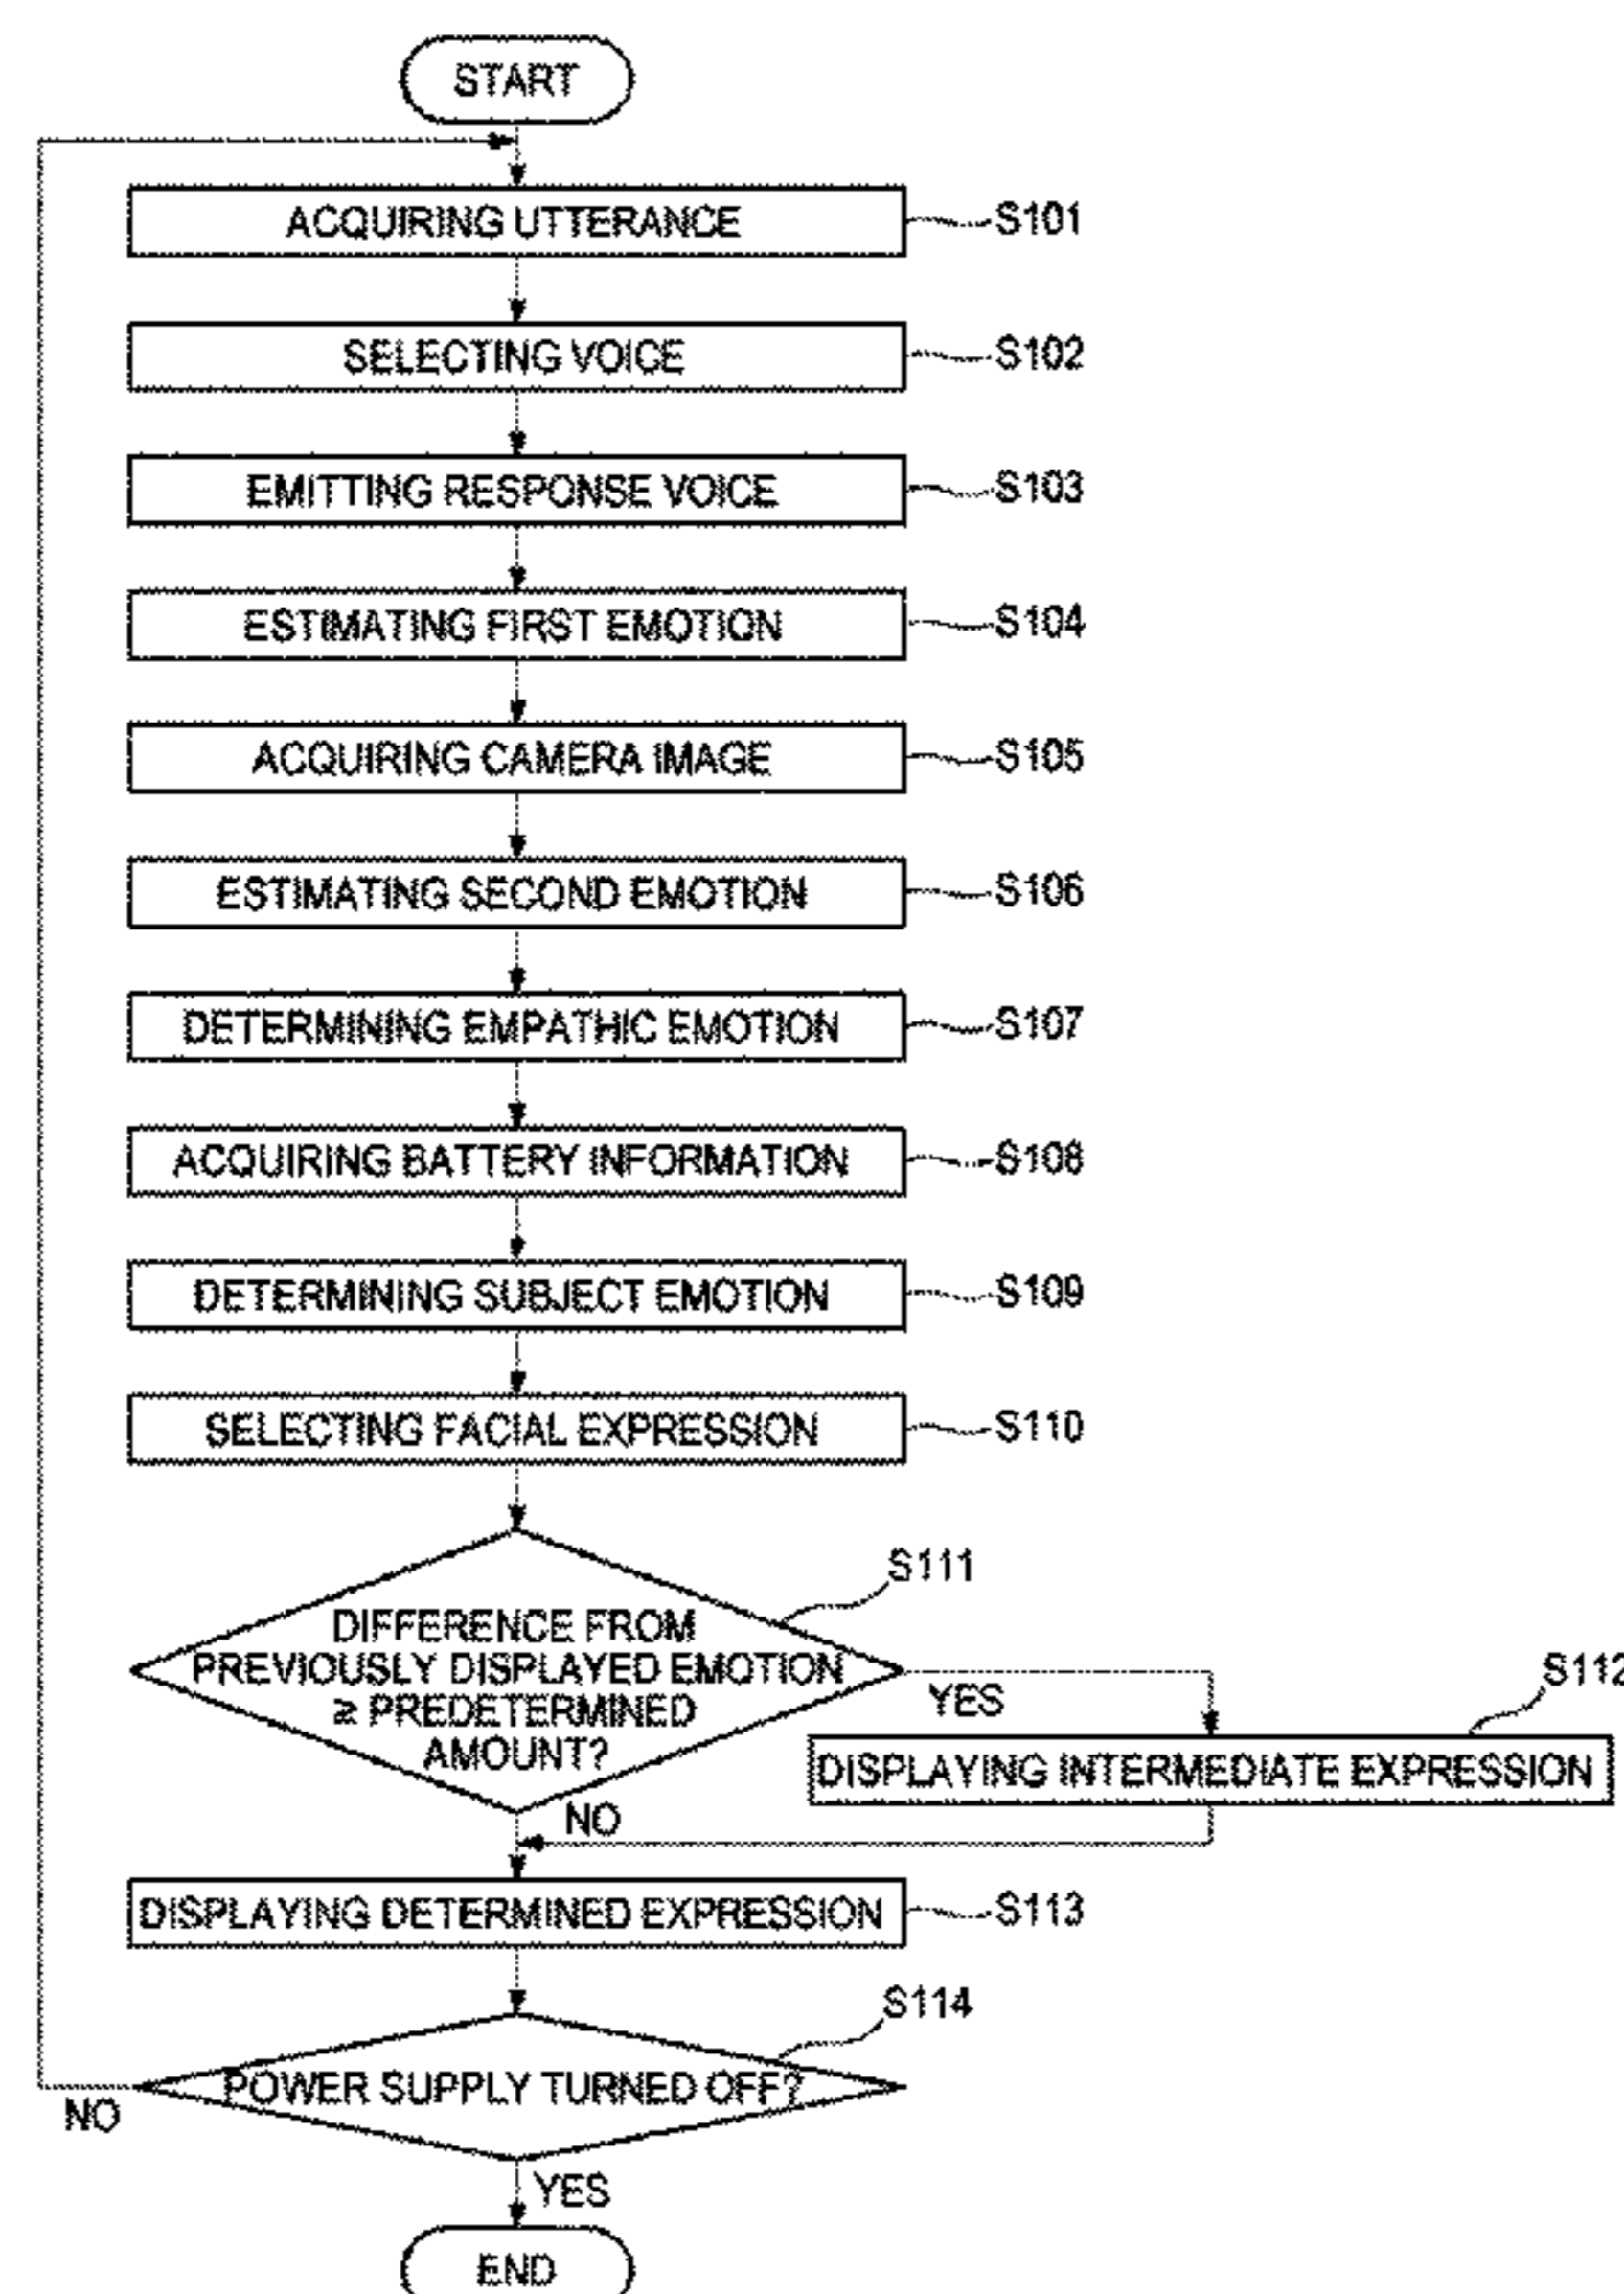 START
ACQUIRING UTTERANCE
S101
SELECTING VOICE
S102
EMITTING RESPONSE VOICE
S103
ESTIMATING FIRST EMOTION
S104
ACQUIRING CAMERA IMAGE
S105
ESTIMATING SECOND EMOTION
S106
DETERMINING EMPATHIC EMOTION
S107
ACQUIRING BATTERY INFORMATION
S108
DETERMINING SUBJECT EMOTION
S109
SELECTING FACIAL EXPRESSION
S110
S111
DIFFERENCE FROM
PREVIOUSLY DISPLAYED EMOTION
≥ PREDETERMINED
AMOUNT?
YES
S112
DISPLAYING INTERMEDIATE EXPRESSION
NO
DISPLAYING DETERMINED EXPRESSION
S113
S114
POWER SUPPLY TURNED OFF?
NO
YES
END